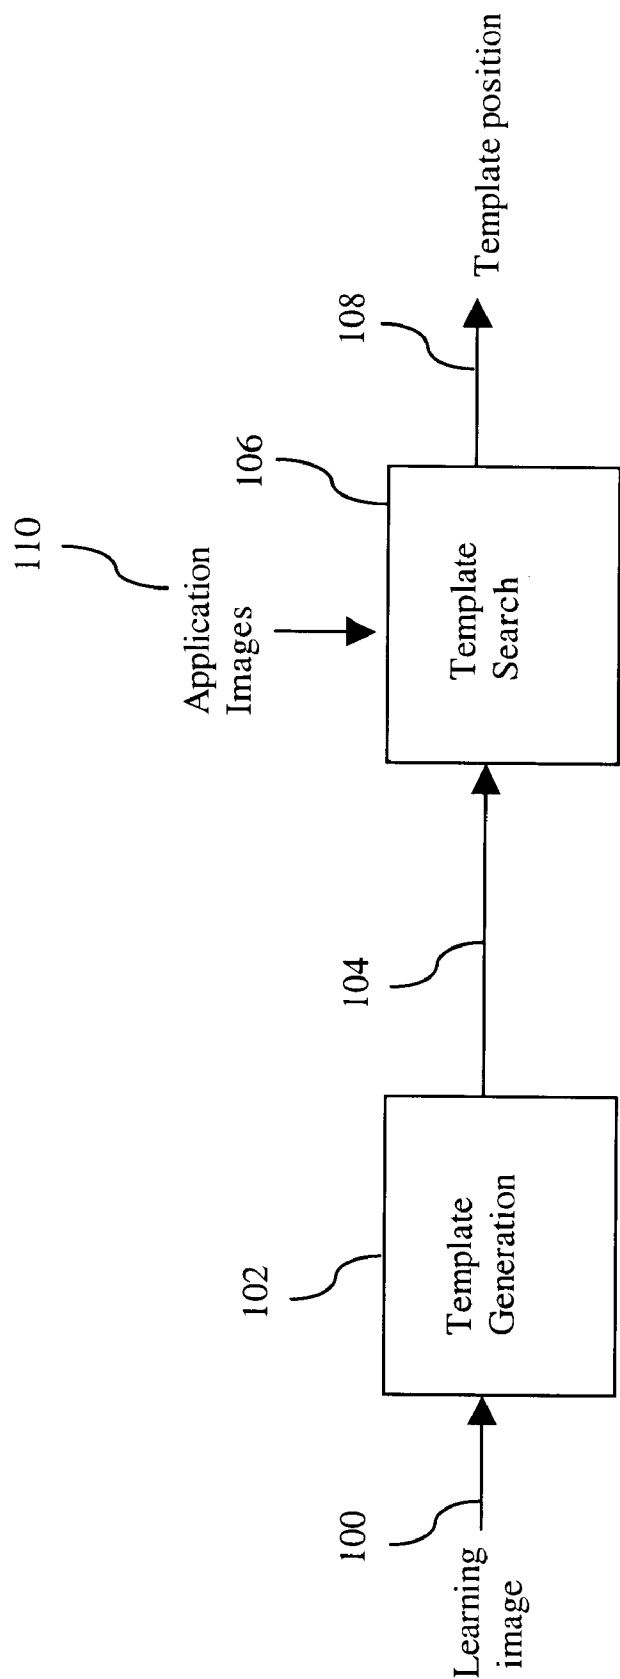 110
Application
Images
100
102
104
106
108
Learning
image
Template
Generation
Template
Search
Template position